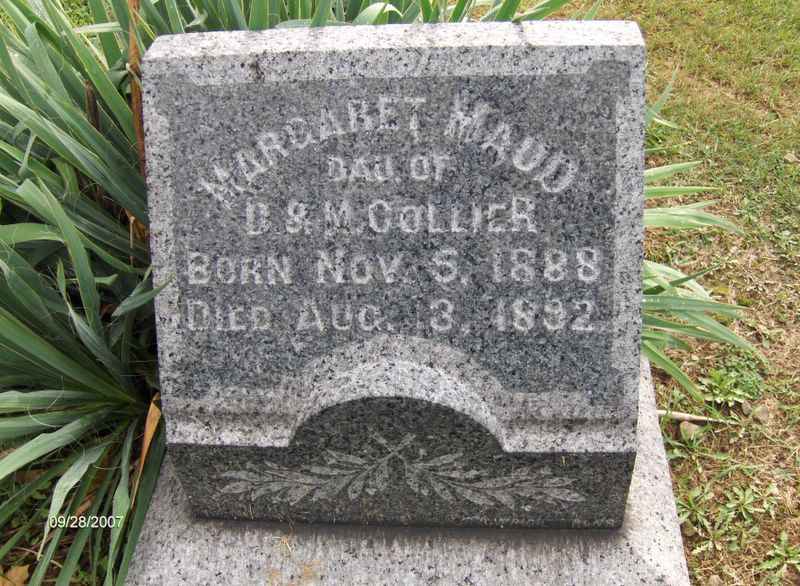 MARGARET MAUD
DAU OF
D & M. COLLIER
BORN NOV. 5, 1888
DIED AUG. 13, 1892
09/28/2007